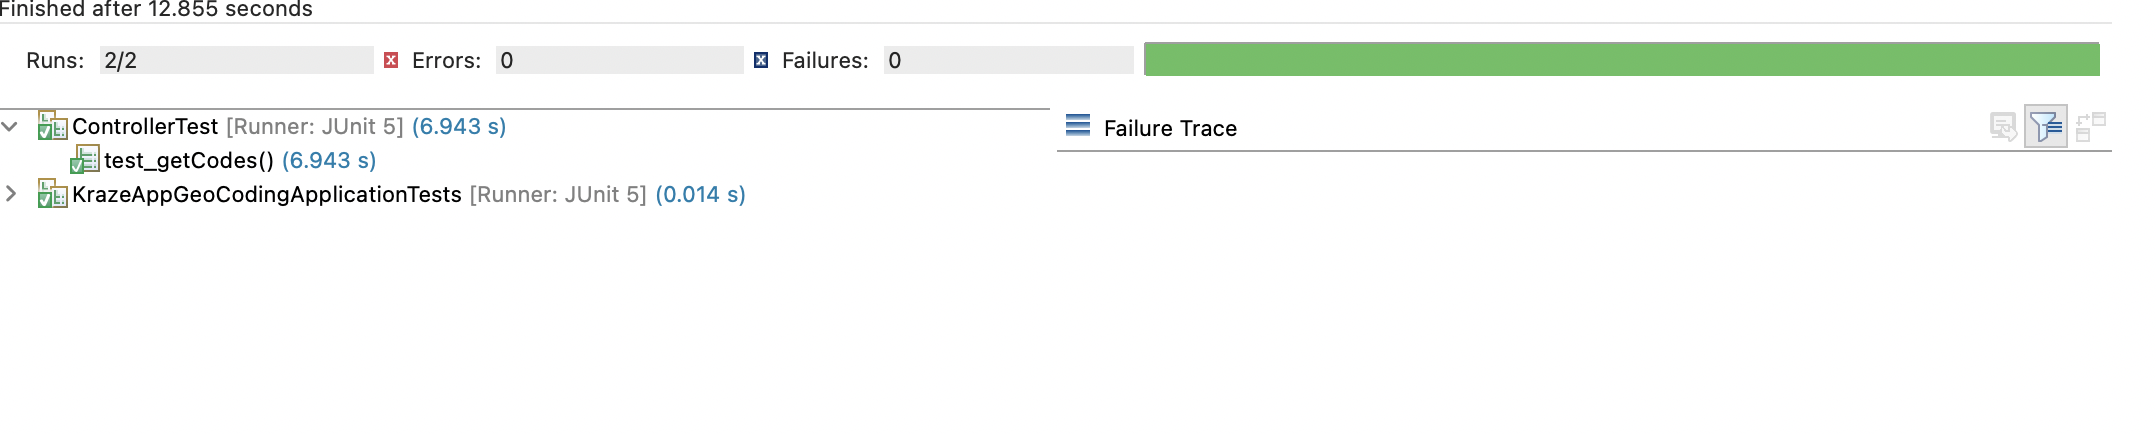 Finished after 12.855 seconds
Runs: 2/2 Errors: 0 Failures: 0
ControllerTest [Runner: JUnit 5] (6.943 s)
Failure Trace
test_getCodes() (6.943 s)
KrazeAppGeoCodingApplicationTests [Runner: JUnit 5] (0.014 s)